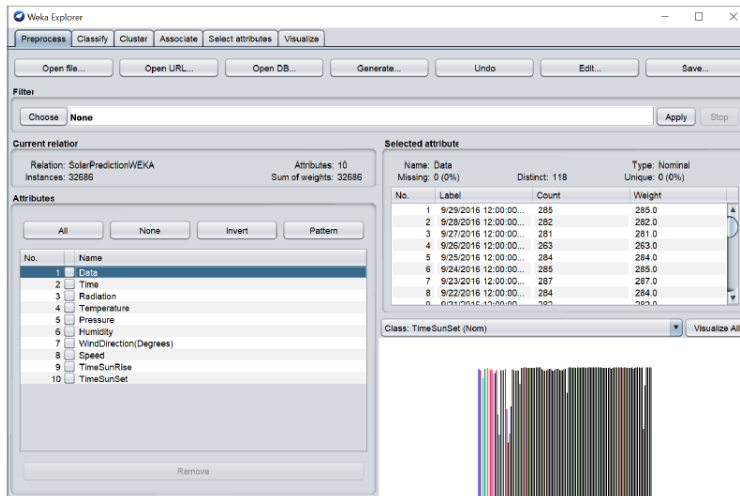 Weka Explorer
Preprocess Classify Cluster Associate Select attributes Visualize
Open file... Open URL... Open DB... Generate... Undo Edit... Save...
Filter
Choose None Apply Stop
Current relation
Relation: SolarPredictionWEKA Attributes: 10
Instances: 32686 Sum of weights: 32686
Attributes
All None Invert Pattern
No. Name
1 Data
2 Time
3 Radiation
4 Temperature
5 Pressure
6 Humidity
7 WindDirection(Degrees)
8 Speed
9 TimeSunRise
10 TimeSunSet
Remove
Selected attribute
Name: Data Type: Nominal
Missing: 0 (0%) Distinct: 118 Unique: 0 (0%)
No. Label Count Weight
1 9/29/2016 12:00:00... 285 285.0
2 9/28/2016 12:00:00... 282 282.0
3 9/27/2016 12:00:00... 281 281.0
4 9/26/2016 12:00:00... 263 263.0
5 9/25/2016 12:00:00... 284 284.0
6 9/24/2016 12:00:00... 285 285.0
7 9/23/2016 12:00:00... 287 287.0
8 9/22/2016 12:00:00... 284 284.0
Class: TimeSunSet (Nom) Visualize All